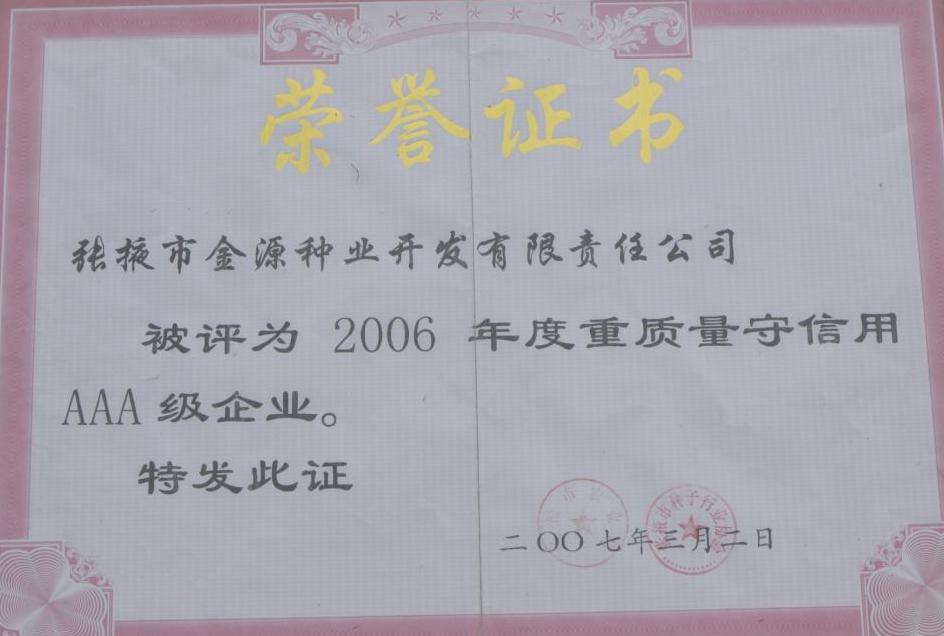 荣誉证书
张掖市金源种业开发有限责任公司
被评为 2006 年度重质量守信用
AAA 级企业。
特发此证
二〇〇七年三月二日